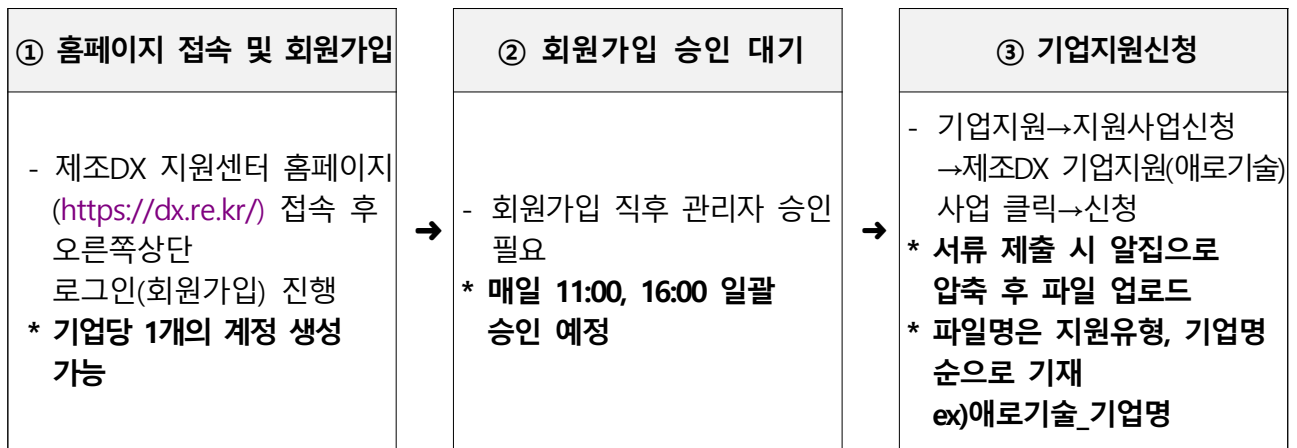 ① 홈페이지 접속 및 회원가입
- 제조DX 지원센터 홈페이지
(https://dx.re.kr/) 접속 후
오른쪽상단
로그인(회원가입) 진행
* 기업당 1개의 계정 생성
가능
➜
② 회원가입 승인 대기
- 회원가입 직후 관리자 승인
필요
* 매일 11:00, 16:00 일괄
승인 예정
➜
③ 기업지원신청
- 기업지원→지원사업신청
→제조DX 기업지원(애로기술)
사업 클릭→신청
* 서류 제출 시 알집으로
압축 후 파일 업로드
* 파일명은 지원유형, 기업명
순으로 기재
ex)애로기술_기업명